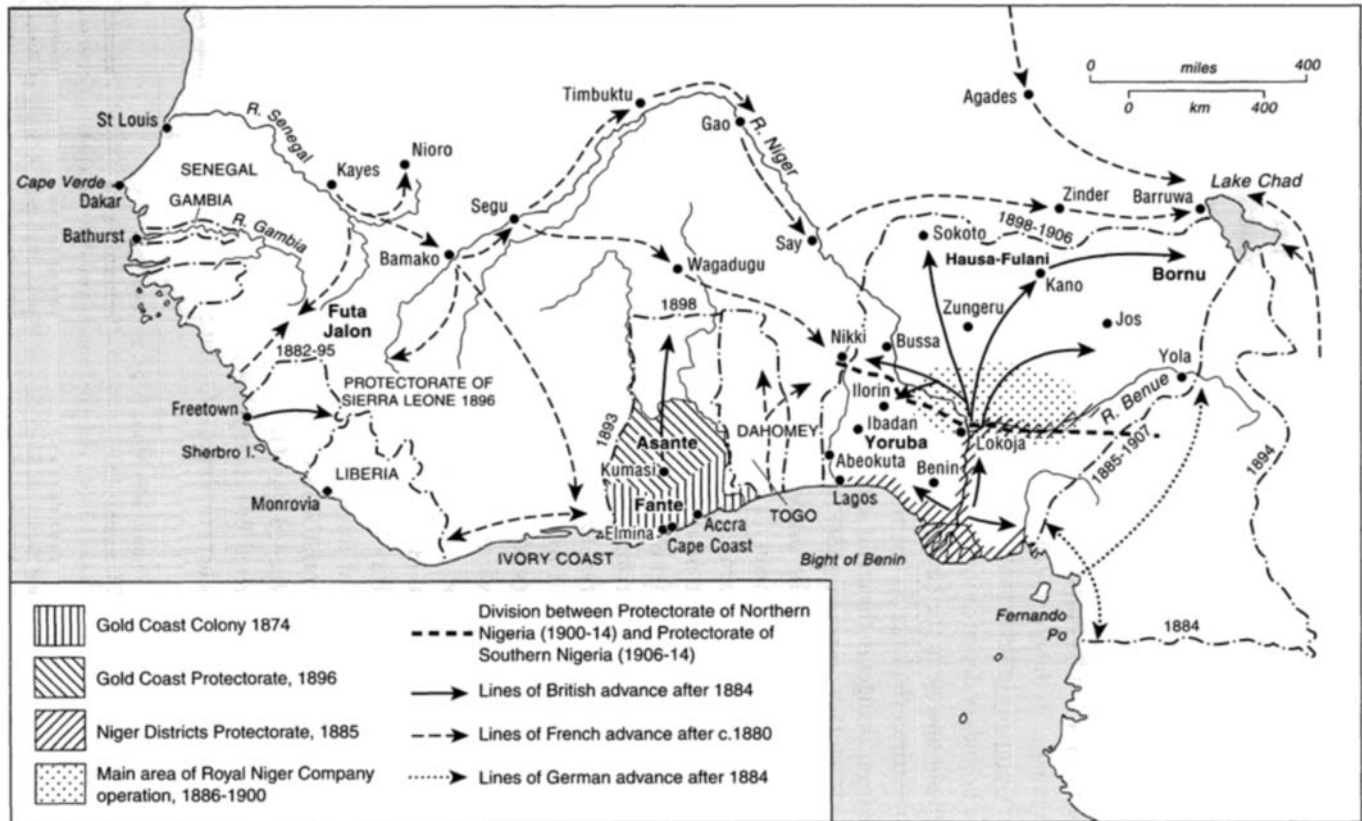 0
400
miles
0
400
km
Timbuktu
Agades
Gao
R. Niger
St Louis
R. Senegal
SENEGAL
Kayes
Nioro
Cape Verde
Dakar
GAMBIA
R. Gambia
Bathurst
Segu
Bamako
Say
Wagadugu
Zinder
Barruwa
Lake Chad
Sokoto
1898-1906
Hausa-Fulani
Kano
Bornu
Zungeru
Jos
Futa
Jalon
1882-95
1898
Nikki
Bussa
Yola
R. Benue
PROTECTORATE OF
SIERRA LEONE 1896
Ilorin
Freetown
Sherbro I.
LIBERIA
Monrovia
1893
Asante
Kumasi
DAHOMEY
Ibadan
Yoruba
Lokoja
Abeokuta
Benin
1885-1907
1894
Lagos
Fante
Elmina
Accra
Cape Coast
TOGO
IVORY COAST
Bight of Benin
Fernando
Po
1884
Gold Coast Colony 1874
Gold Coast Protectorate, 1896
Niger Districts Protectorate, 1885
Main area of Royal Niger Company
operation, 1886-1900
Division between Protectorate of Northern
Nigeria (1900-14) and Protectorate of
Southern Nigeria (1906-14)
Lines of British advance after 1884
Lines of French advance after c.1880
Lines of German advance after 1884